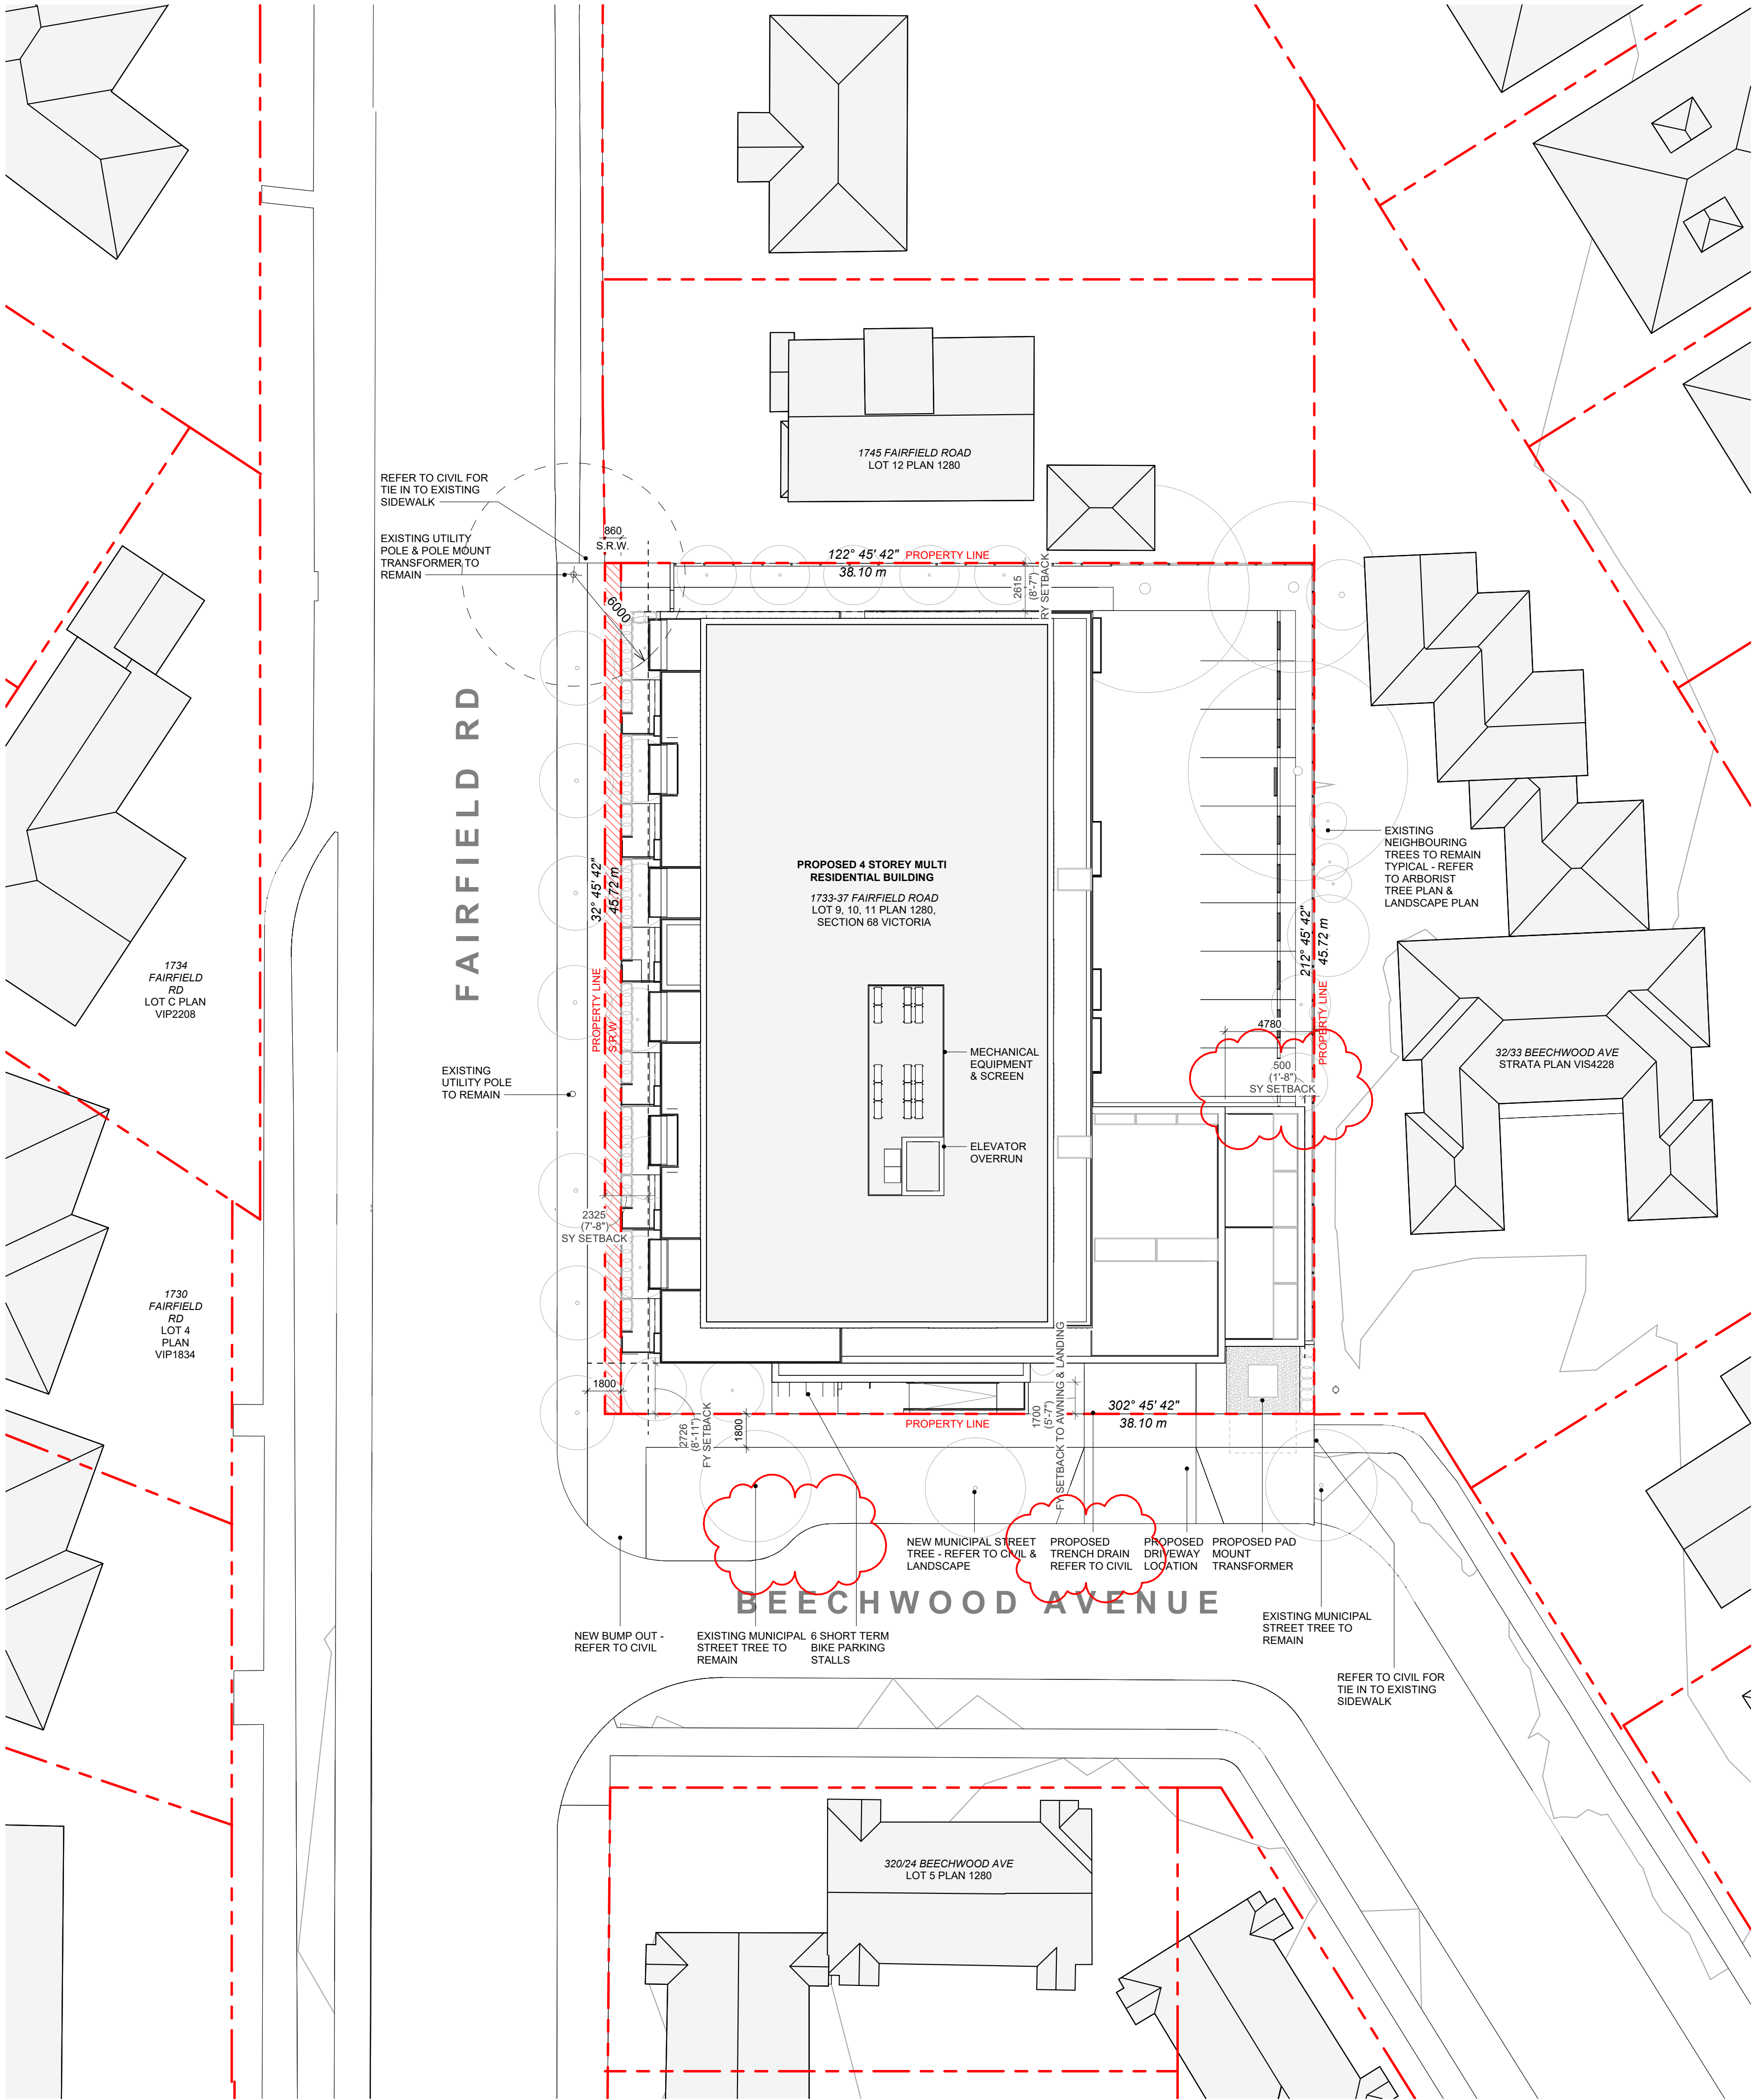 1745 FAIRFIELD ROAD
LOT 12 PLAN 1280
REFER TO CIVIL FOR
TIE IN TO EXISTING
SIDEWALK
EXISTING UTILITY
POLE & POLE MOUNT
TRANSFORMER TO
REMAIN
860
S.R.W.
122° 45' 42" PROPERTY LINE
38.10 m
2615
(8'-7")
RY SETBACK
6000
FAIRFIELD RD
32° 45' 42"
45.72 m
PROPERTY LINE
S.R.W
PROPOSED 4 STOREY MULTI
RESIDENTIAL BUILDING
1733-37 FAIRFIELD ROAD
LOT 9, 10, 11 PLAN 1280,
SECTION 68 VICTORIA
EXISTING
NEIGHBOURING
TREES TO REMAIN
TYPICAL - REFER
TO ARBORIST
TREE PLAN &
LANDSCAPE PLAN
212° 45' 42"
45.72 m
PROPERTY LINE
1734
FAIRFIELD
RD
LOT C PLAN
VIP2208
EXISTING
UTILITY POLE
TO REMAIN
MECHANICAL
EQUIPMENT
& SCREEN
ELEVATOR
OVERRUN
4780
500
(1'-8")
SY SETBACK
32/33 BEECHWOOD AVE
STRATA PLAN VIS4228
2325
(7'-8")
SY SETBACK
1730
FAIRFIELD
RD
LOT 4
PLAN
VIP1834
1800
2726
(8'-11")
FY SETBACK
1800
PROPERTY LINE
1700
(5'-7")
FY SETBACK TO AWNING & LANDING
302° 45' 42"
38.10 m
NEW MUNICIPAL STREET
TREE - REFER TO CIVIL &
LANDSCAPE
PROPOSED
TRENCH DRAIN
REFER TO CIVIL
PROPOSED
DRIVEWAY
LOCATION
PROPOSED PAD
MOUNT
TRANSFORMER
BEECHWOOD AVENUE
NEW BUMP OUT -
REFER TO CIVIL
EXISTING MUNICIPAL
STREET TREE TO
REMAIN
6 SHORT TERM
BIKE PARKING
STALLS
EXISTING MUNICIPAL
STREET TREE TO
REMAIN
REFER TO CIVIL FOR
TIE IN TO EXISTING
SIDEWALK
320/24 BEECHWOOD AVE
LOT 5 PLAN 1280